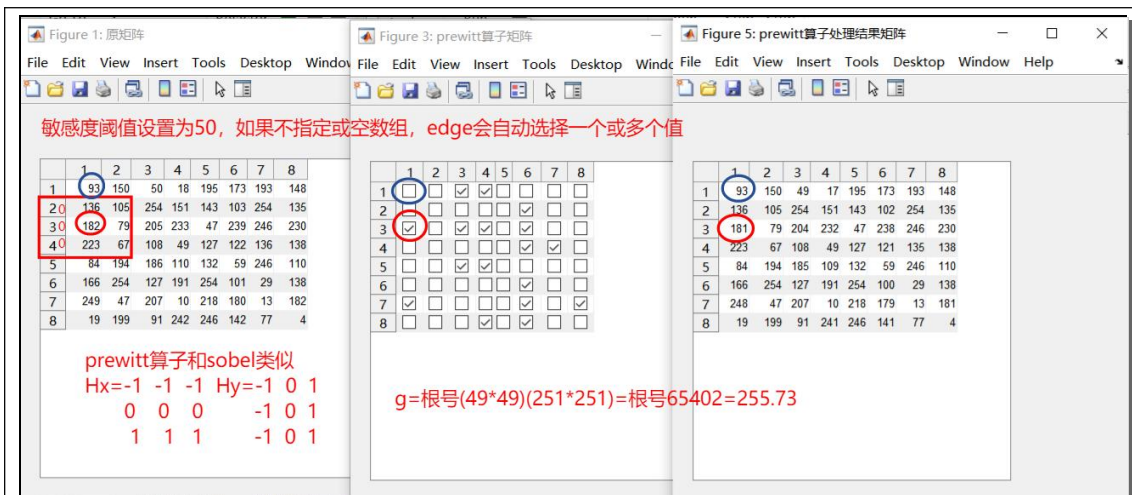 Figure 1: 原矩阵
File Edit View Insert Tools Desktop Window
敏感度阈值设置为50，如果不指定或空数组，edge会自动选择一个或多个值
1 2 3 4 5 6 7 8
1 93 150 50 18 195 173 193 148
2 0 136 105 254 151 143 103 254 135
3 0 182 79 205 233 47 239 246 230
4 0 223 67 108 49 127 122 136 138
5 84 194 186 110 132 59 246 110
6 166 254 127 191 254 101 29 138
7 249 47 207 10 218 180 13 182
8 19 199 91 242 246 142 77 4
prewitt算子和sobel类似
Hx=-1 -1 -1 Hy=-1 0 1
0 0 0 -1 0 1
1 1 1 -1 0 1
Figure 3: prewitt算子矩阵
File Edit View Insert Tools Desktop
1 2 3 4 5 6 7 8
1
2
3
4
5
6
7
8
g=根号(49*49)(251*251)=根号65402=255.73
Figure 5: prewitt算子处理结果矩阵
File Edit View Insert Tools Desktop Window Help
1 2 3 4 5 6 7 8
1 93 150 49 17 195 173 193 148
2 136 105 254 151 143 102 254 135
3 181 79 204 232 47 238 246 230
4 223 67 108 49 127 121 135 138
5 84 194 185 109 132 59 246 110
6 166 254 127 191 254 100 29 138
7 248 47 207 10 218 179 13 181
8 19 199 91 241 246 141 77 4